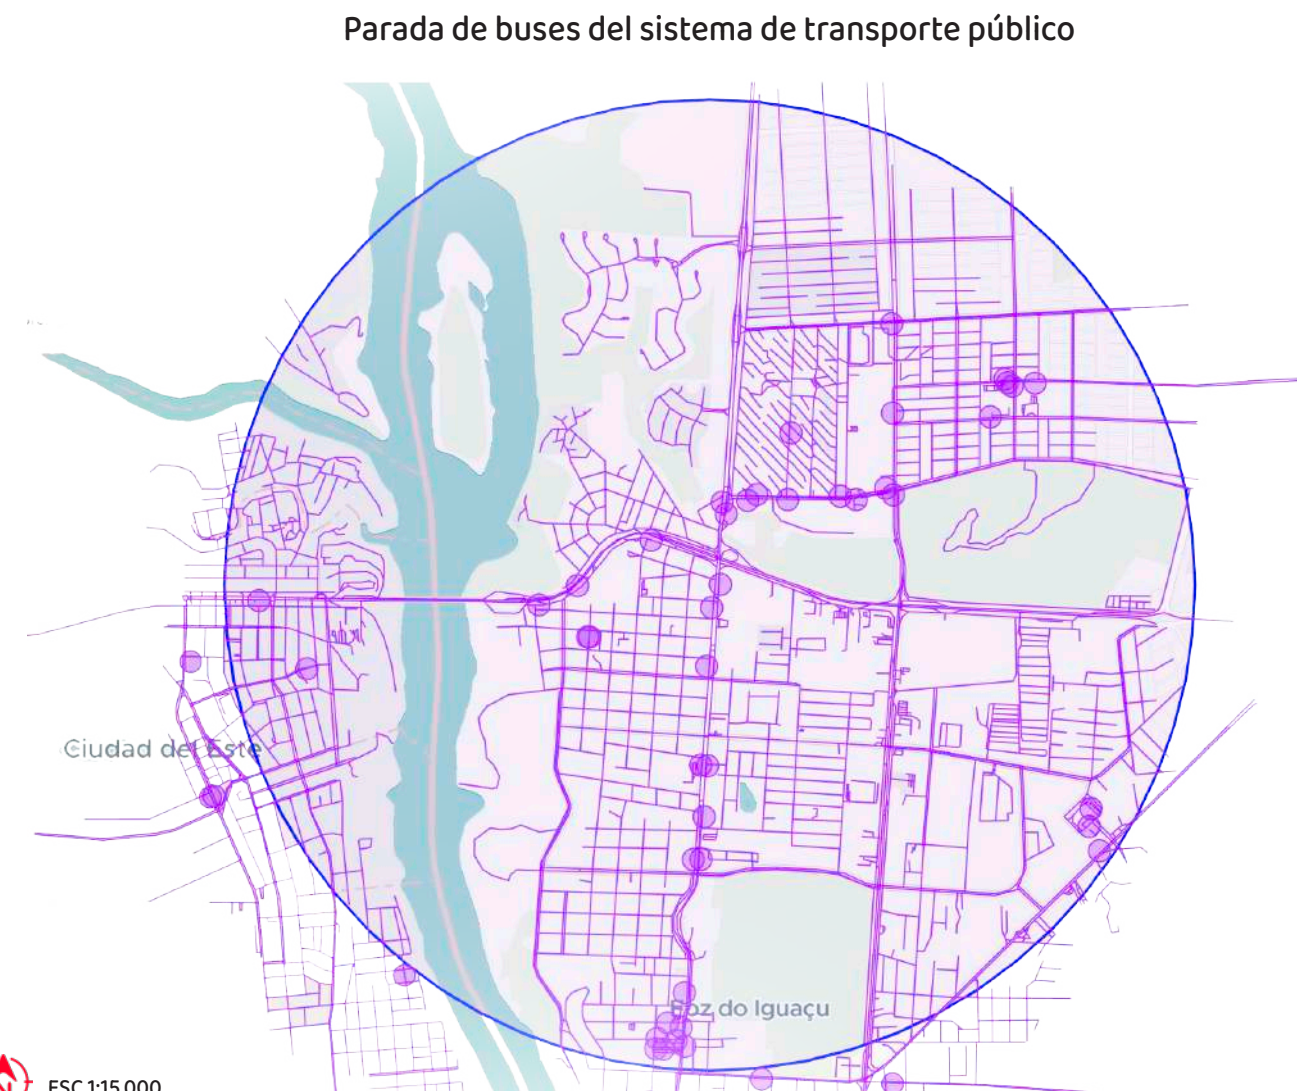 Parada de buses del sistema de transporte público
Ciudad del Este
Foz do Iguaçu
ESC 1:15.000